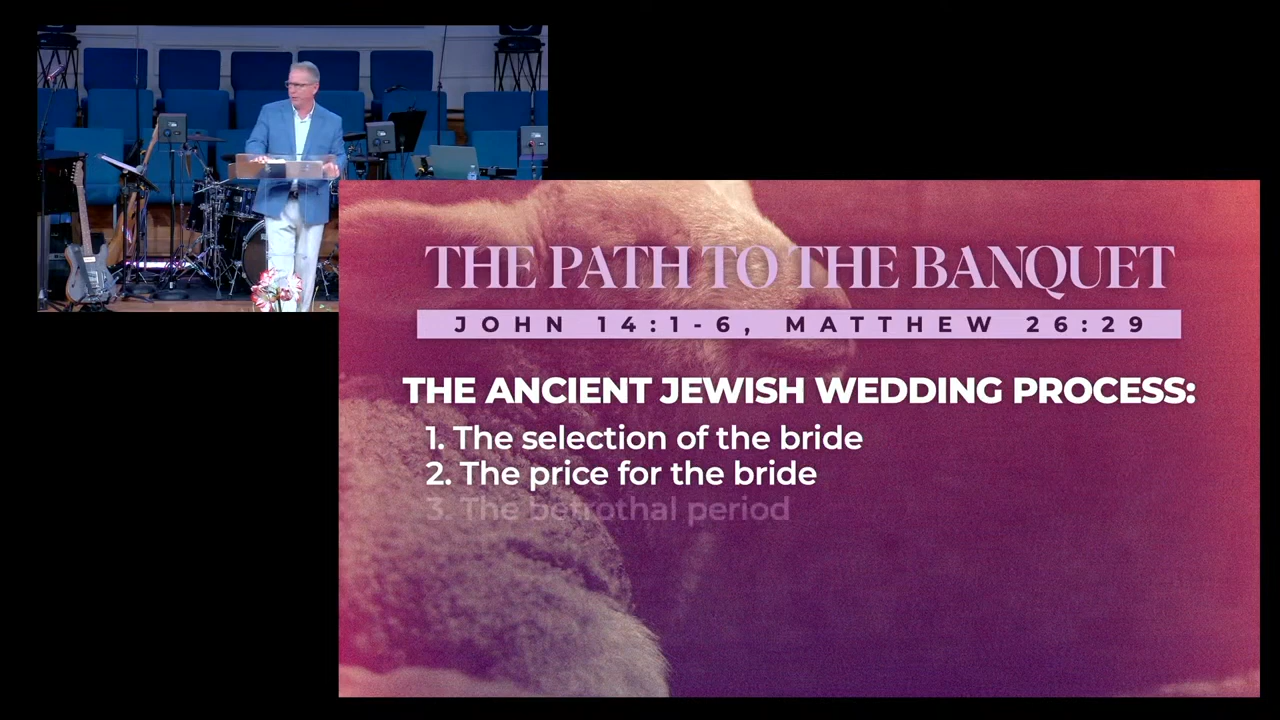 THE PATH TO THE BANQUET
JOHN 14:1-6, MATTHEW 26:29
THE ANCIENT JEWISH WEDDING PROCESS:
1. The selection of the bride
2. The price for the bride
3. The betrothal period